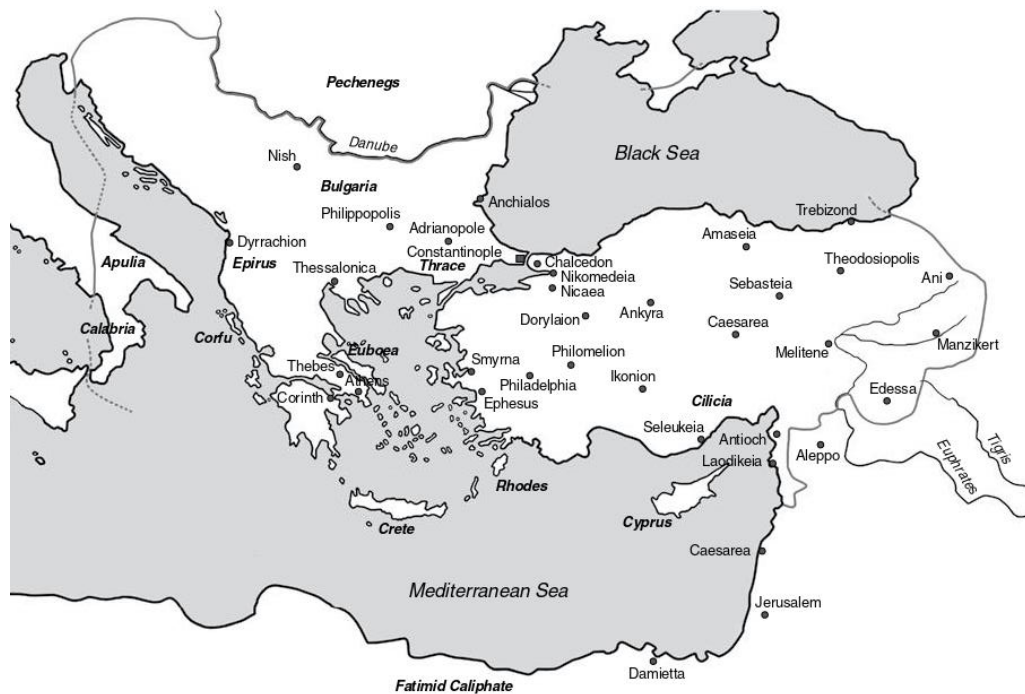 Pechenegs
Danube
Black Sea
Nish
Bulgaria
Anchialos
Philippopolis
Adrianopole
Trebizond
Dyrrachion
Constantinople
Amaseia
Epirus
Thrace
Chalcedon
Apulia
Thessalonica
Nikomedeia
Theodosiopolis
Ani
Nicaea
Sebasteia
Calabria
Corfu
Dorylaion
Ankyra
Caesarea
Manzikert
Euboea
Melitene
Smyrna
Philomelion
Thebes
Athens
Philadelphia
Ikonion
Edessa
Corinth
Ephesus
Cilicia
Seleukeia
Antioch
Tigris
Laodikeia
Aleppo
Euphrates
Rhodes
Crete
Cyprus
Caesarea
Mediterranean Sea
Jerusalem
Damietta
Fatimid Caliphate